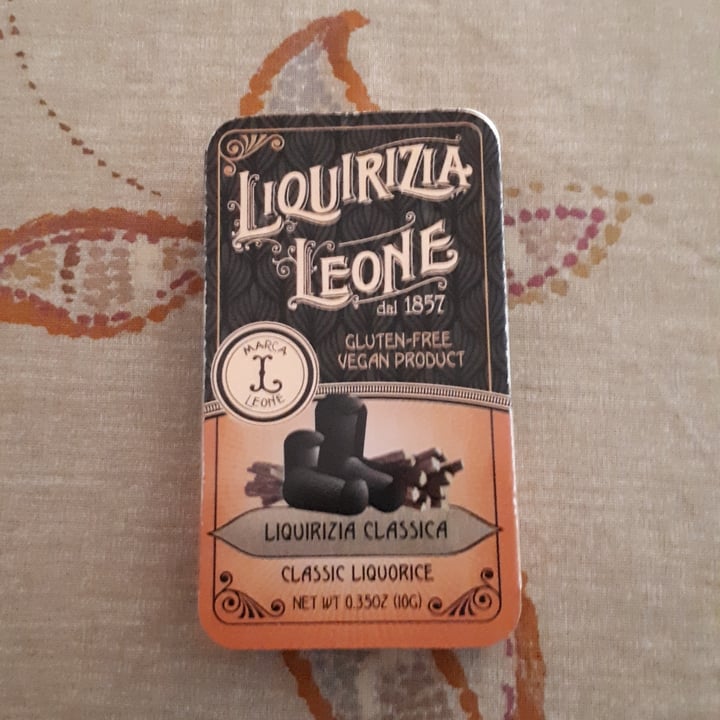 LIQUIRIZIA
LEONE
dal 1857
GLUTEN-FREE
VEGAN PRODUCT
MARCA
L
LEONE
LIQUIRIZIA CLASSICA
CLASSIC LIQUORICE
NET WT 0.35OZ (10G)